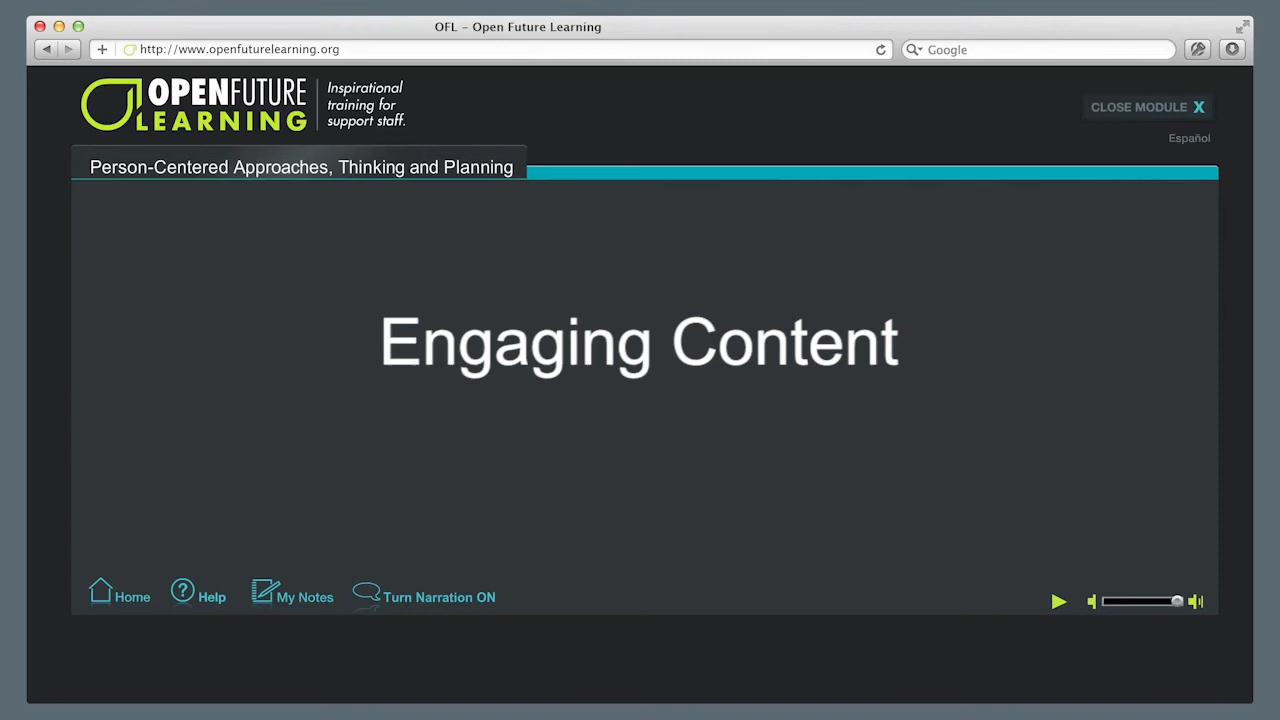 OFL – Open Future Learning
http://www.openfuturelearning.org
Google
OPENFUTURE
LEARNING
Inspirational
training for
support staff.
CLOSE MODULE X
Español
Person-Centered Approaches, Thinking and Planning
Engaging Content
Home
? Help
My Notes
Turn Narration ON